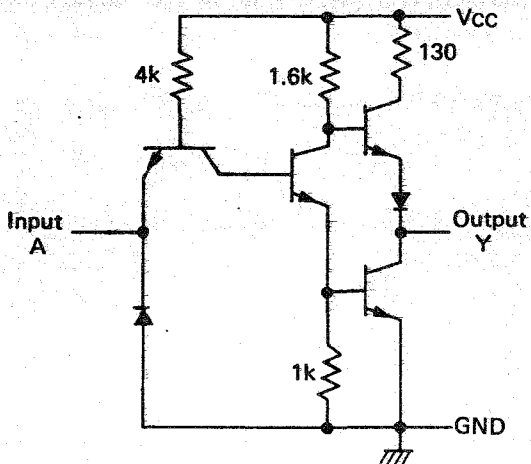 VCC
130
4k
1.6k
Input
A
Output
Y
1k
GND